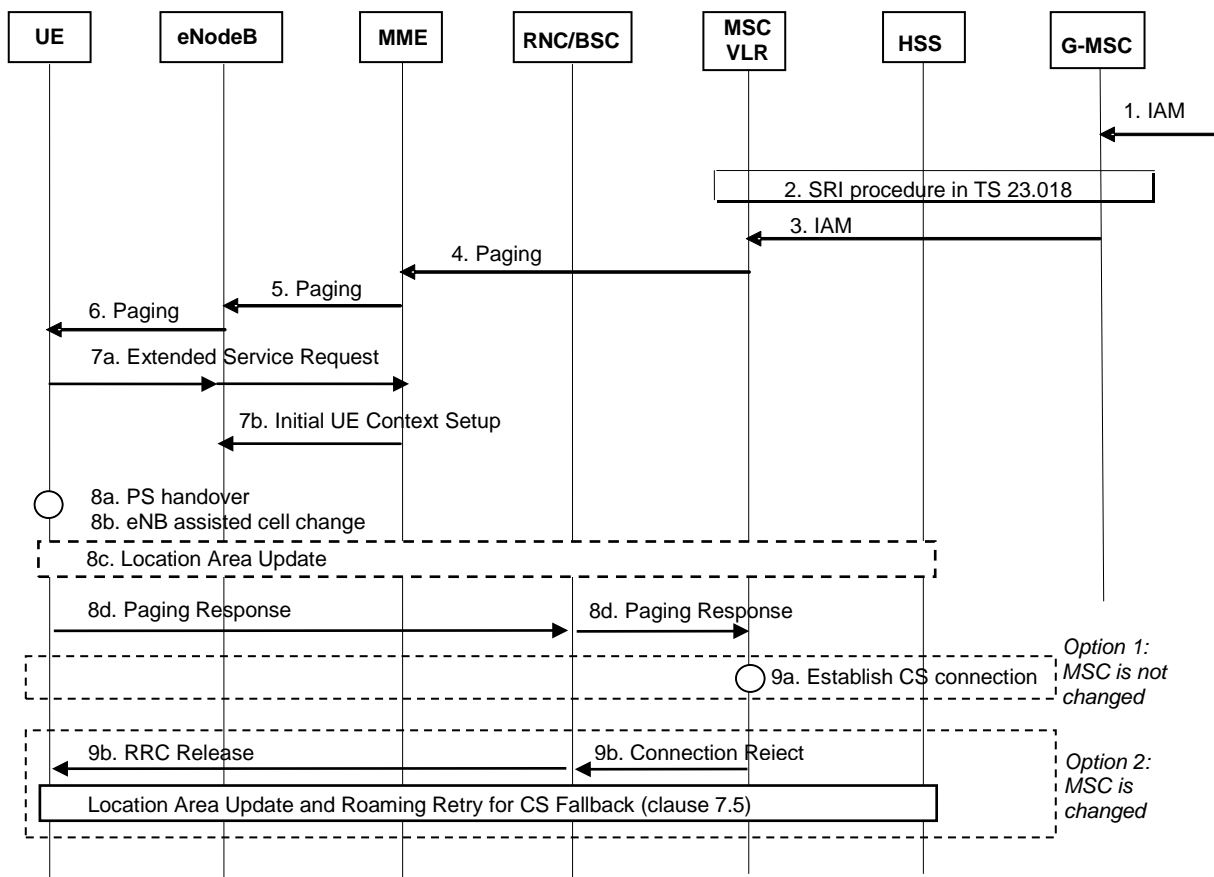 UE
eNodeB
MME
RNC/BSC
MSC
VLR
HSS
G-MSC
1. IAM
2. SRI procedure in TS 23.018
3. IAM
4. Paging
5. Paging
6. Paging
7a. Extended Service Request
7b. Initial UE Context Setup
8a. PS handover
8b. eNB assisted cell change
8c. Location Area Update
8d. Paging Response
8d. Paging Response
Option 1:
MSC is not
changed
9a. Establish CS connection
9b. RRC Release
9b. Connection Reject
Option 2:
MSC is
changed
Location Area Update and Roaming Retry for CS Fallback (clause 7.5)